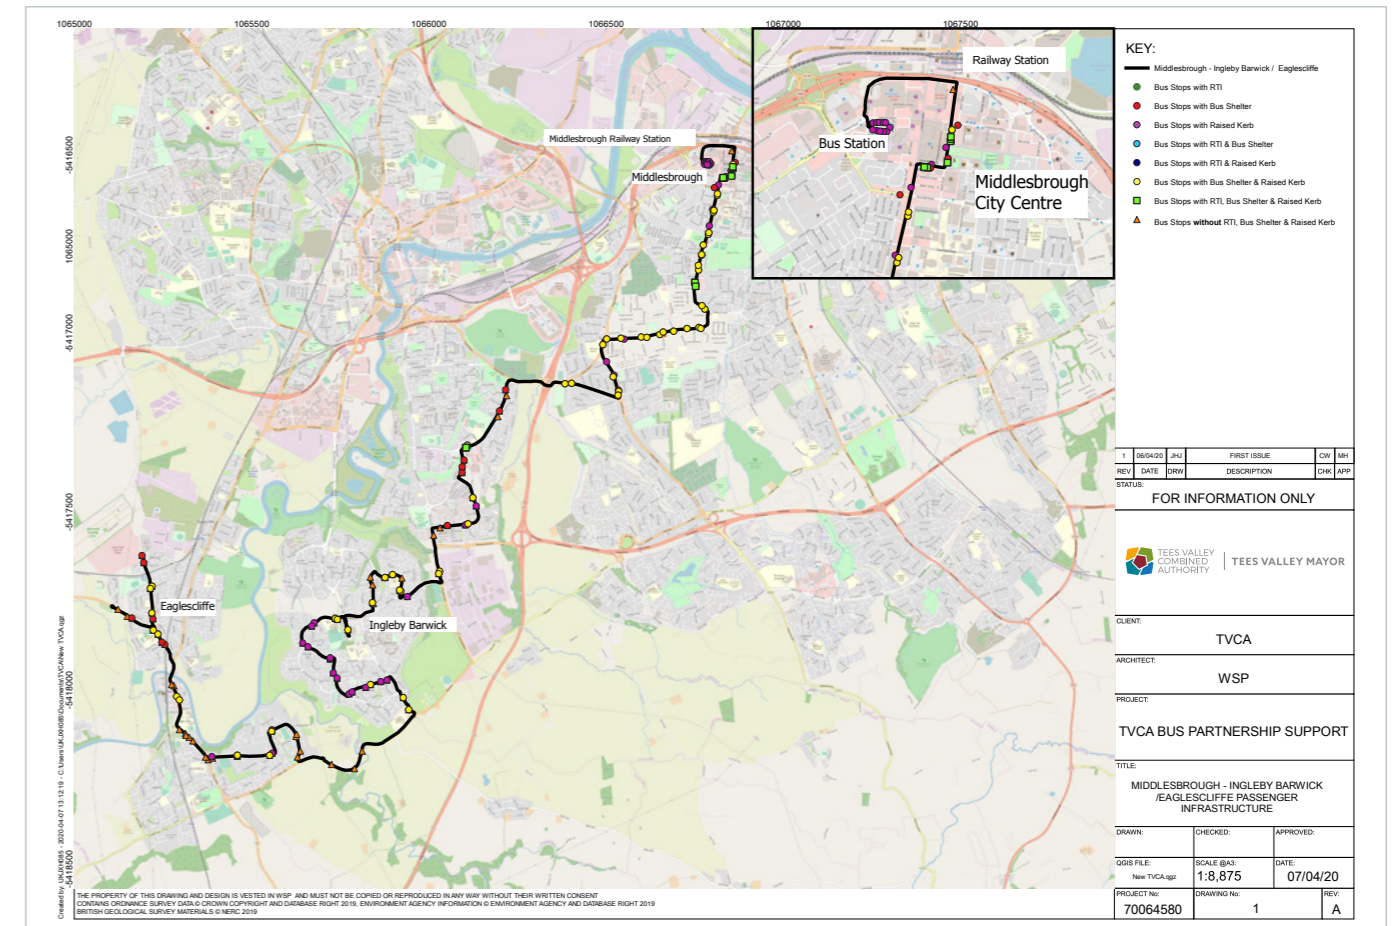 1065000 1065500 1066000 1066500 1067000 1067500
-5416500
1065000
-5417000
-5417500
-5418000
-5418500
Middlesbrough Railway Station
Middlesbrough
Eaglescliffe
Ingleby Barwick
Railway Station
Bus Station
Middlesbrough
City Centre
KEY:
Middlesbrough - Ingleby Barwick / Eaglescliffe
Bus Stops with RTI
Bus Stops with Bus Shelter
Bus Stops with Raised Kerb
Bus Stops with RTI & Bus Shelter
Bus Stops with RTI & Raised Kerb
Bus Stops with Bus Shelter & Raised Kerb
Bus Stops with RTI, Bus Shelter & Raised Kerb
Bus Stops without RTI, Bus Shelter & Raised Kerb
1 06/04/20 JHJ FIRST ISSUE CW MH
REV DATE DRW DESCRIPTION CHK APP
STATUS:
FOR INFORMATION ONLY
TEES VALLEY
COMBINED
AUTHORITY
TEES VALLEY MAYOR
CLIENT:
TVCA
ARCHITECT:
WSP
PROJECT:
TVCA BUS PARTNERSHIP SUPPORT
TITLE:
MIDDLESBROUGH - INGLEBY BARWICK
/EAGLESCLIFFE PASSENGER
INFRASTRUCTURE
DRAWN: CHECKED: APPROVED:
QGIS FILE: SCALE @A3: DATE:
New TVCA.qgz 1:8,875 07/04/20
PROJECT No: DRAWING No: REV:
70064580 1 A
THE PROPERTY OF THIS DRAWING AND DESIGN IS VESTED IN WSP AND MUST NOT BE COPIED OR REPRODUCED IN ANY WAY WITHOUT THEIR WRITTEN CONSENT
CONTAINS ORDNANCE SURVEY DATA © CROWN COPYRIGHT AND DATABASE RIGHT 2019, ENVIRONMENT AGENCY INFORMATION © ENVIRONMENT AGENCY AND DATABASE RIGHT 2019
BRITISH GEOLOGICAL SURVEY MATERIALS © NERC 2019